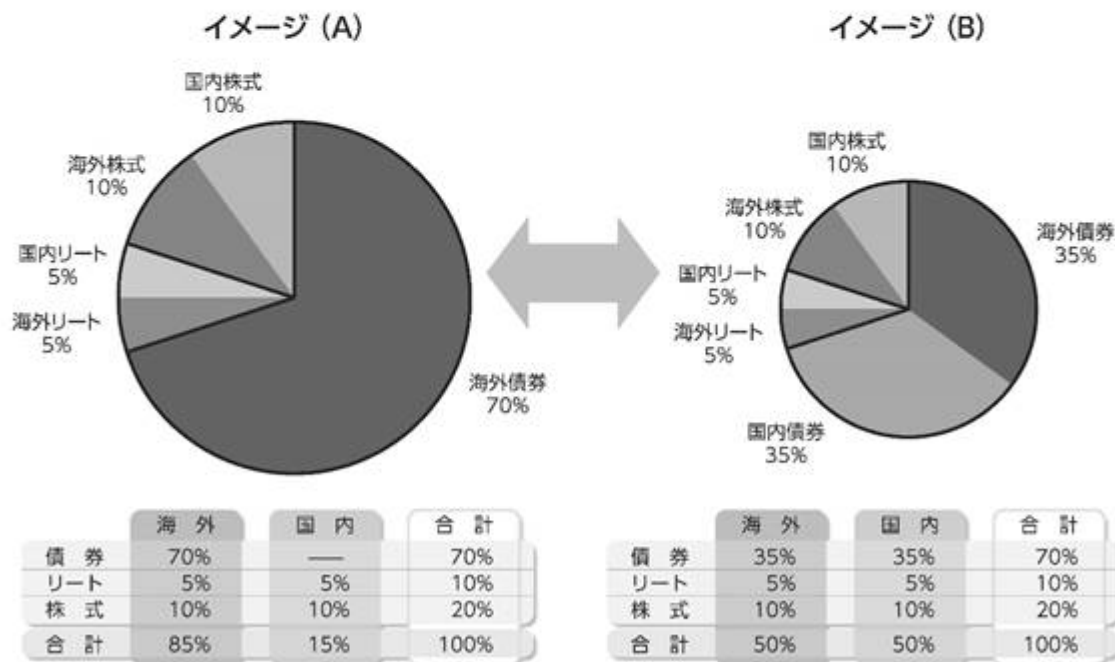 イメージ（A）
国内株式
10%
海外株式
10%
国内リート
5%
海外リート
5%
海外債券
70%
海外 国内 合計
債券 70% ― 70%
リート 5% 5% 10%
株式 10% 10% 20%
合計 85% 15% 100%
イメージ（B）
国内株式
10%
海外株式
10%
国内リート
5%
海外リート
5%
海外債券
35%
国内債券
35%
海外 国内 合計
債券 35% 35% 70%
リート 5% 5% 10%
株式 10% 10% 20%
合計 50% 50% 100%